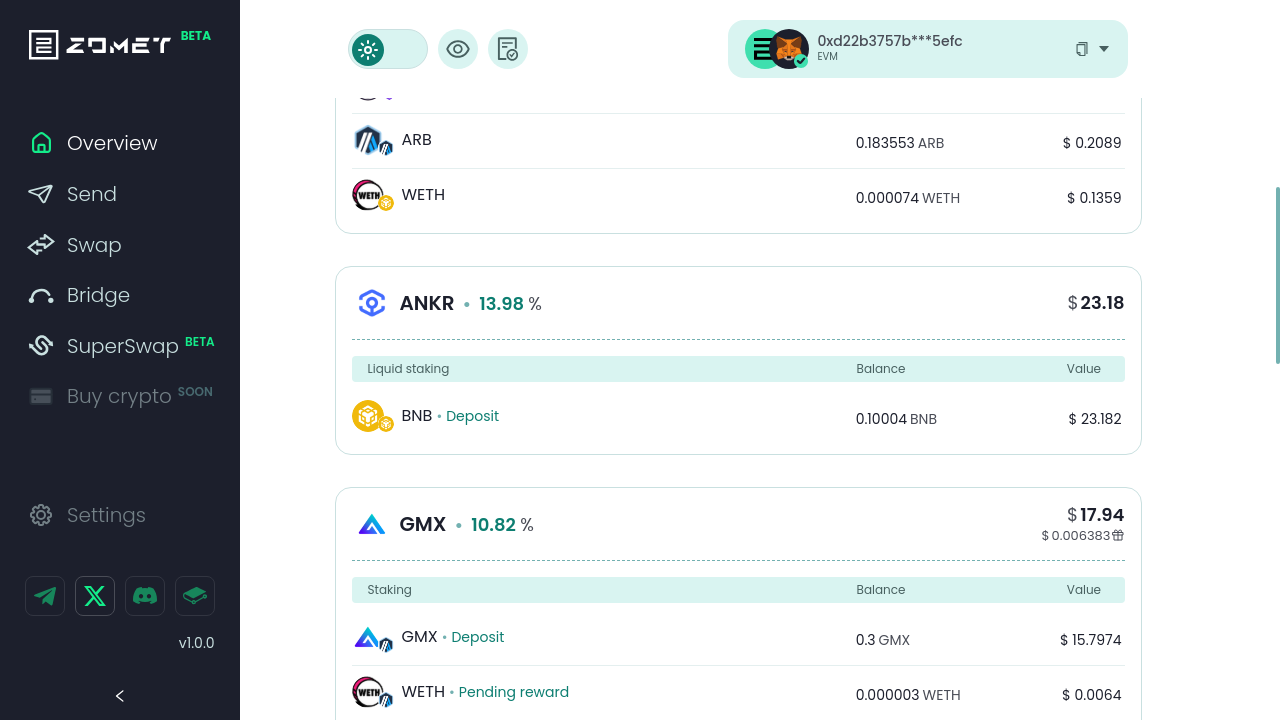 ZOMET BETA
Overview
Send
Swap
Bridge
SuperSwap BETA
Buy crypto SOON
Settings
v1.0.0
0xd22b3757b***5efc
EVM
ARB 0.183553 ARB $ 0.2089
WETH WETH 0.000074 WETH $ 0.1359
ANKR • 13.98 % $ 23.18
Liquid staking Balance Value
BNB • Deposit 0.10004 BNB $ 23.182
GMX • 10.82 % $ 17.94
$ 0.006383
Staking Balance Value
GMX • Deposit 0.3 GMX $ 15.7974
WETH WETH • Pending reward 0.000003 WETH $ 0.0064